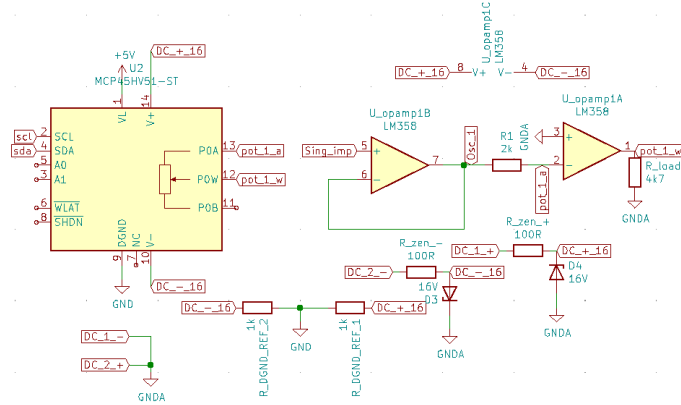 U_opamp1C
LM358
DC_+_16
8
V+
V-
4
DC_-_16
DC_+_16
+5V
U2
MCP45HV51-ST
1
14
VL
V+
scl
2
SCL
sda
4
SDA
5
A0
3
A1
6
WLAT
8
SHDN
P0A
13
pot_1_a
P0W
12
pot_1_w
P0B
11
DGND
NC
V-
9
7
10
GND
DC_-_16
U_opamp1B
LM358
Sing_imp
5
+
6
-
7
Osc_1
R1
2k
pot_1_a
U_opamp1A
LM358
GNDA
3
+
2
-
1
pot_1_w
R_load
4k7
GNDA
R_zen_+
100R
DC_1_+
DC_+_16
D4
16V
GNDA
R_zen_-
100R
DC_2_-
DC_-_16
16V
D3
GNDA
DC_-_16
1k
R_DGND_REF_2
GND
1k
R_DGND_REF_1
DC_+_16
DC_1_-
DC_2_+
GNDA